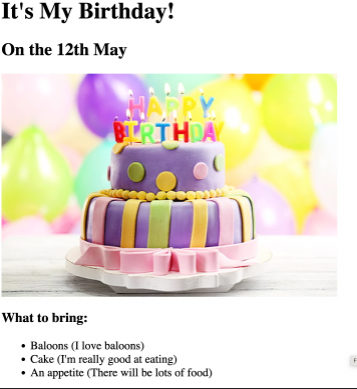 It's My Birthday!
On the 12th May
HAPPY
BIRTHDAY
What to bring:
Baloons (I love baloons)
Cake (I'm really good at eating)
An appetite (There will be lots of food)